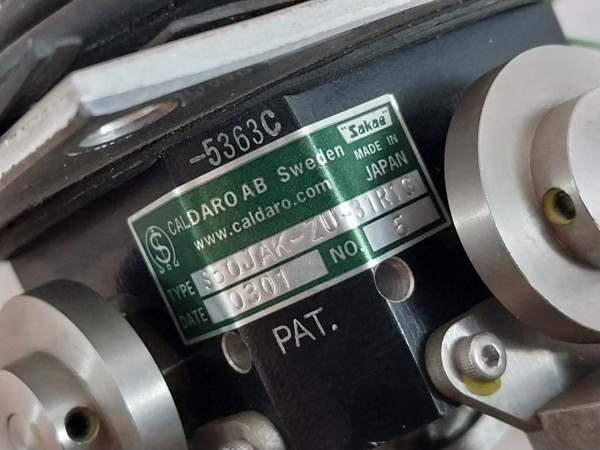 -5363C
CALDARO AB Sweden "Sakae"
www.caldaro.com MADE IN JAPAN
TYPE S50JAK-ZU-31R1G
DATE 0301 NO. 5
PAT.